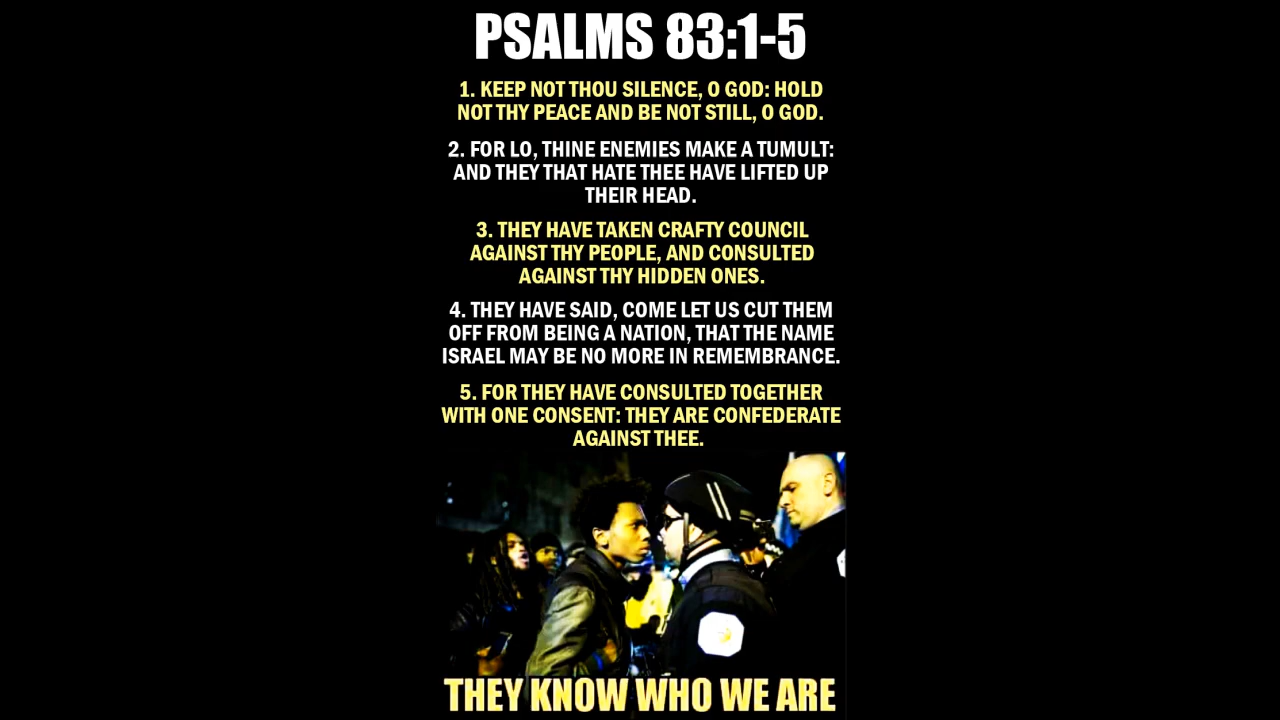 PSALMS 83:1-5
1. KEEP NOT THOU SILENCE, O GOD: HOLD
NOT THY PEACE AND BE NOT STILL, O GOD.
2. FOR LO, THINE ENEMIES MAKE A TUMULT:
AND THEY THAT HATE THEE HAVE LIFTED UP
THEIR HEAD.
3. THEY HAVE TAKEN CRAFTY COUNCIL
AGAINST THY PEOPLE, AND CONSULTED
AGAINST THY HIDDEN ONES.
4. THEY HAVE SAID, COME LET US CUT THEM
OFF FROM BEING A NATION, THAT THE NAME
ISRAEL MAY BE NO MORE IN REMEMBRANCE.
5. FOR THEY HAVE CONSULTED TOGETHER
WITH ONE CONSENT: THEY ARE CONFEDERATE
AGAINST THEE.
THEY KNOW WHO WE ARE